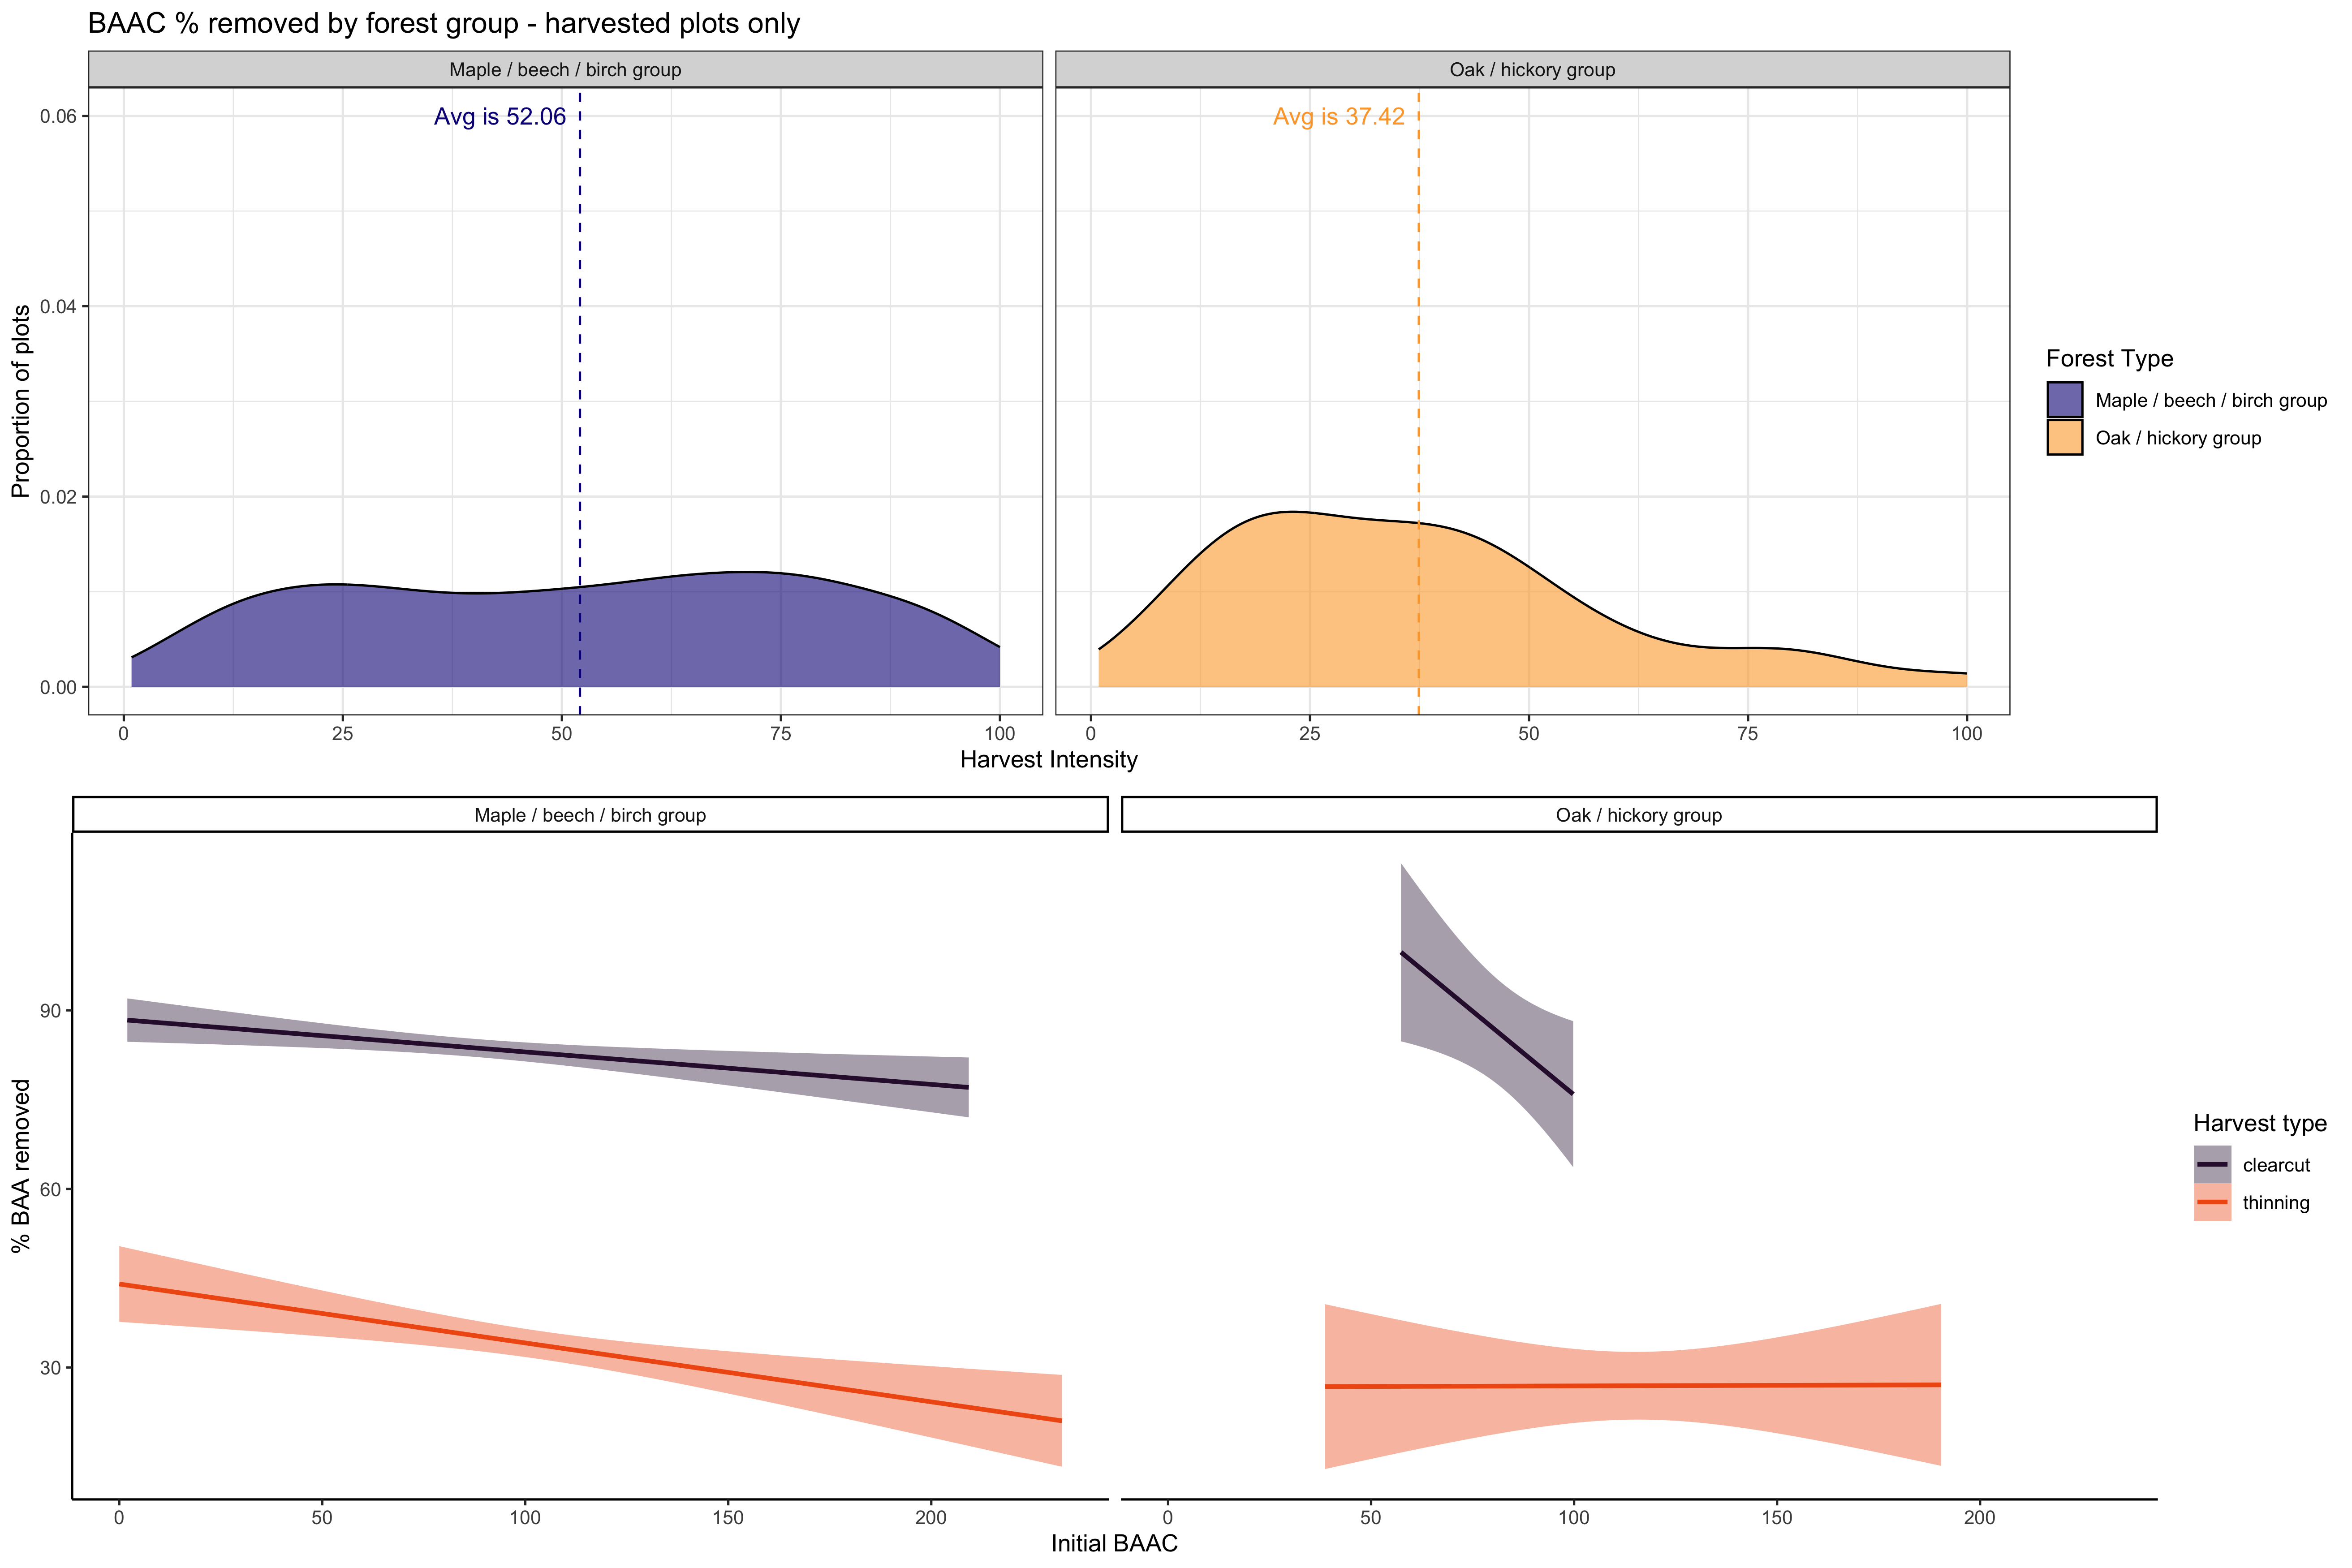 BAAC % removed by forest group - harvested plots only
Maple / beech / birch group
Oak / hickory group
Avg is 52.06
Avg is 37.42
0.06
0.04
0.02
0.00
Proportion of plots
0 25 50 75 100
0 25 50 75 100
Harvest Intensity
Forest Type
Maple / beech / birch group
Oak / hickory group
Maple / beech / birch group
Oak / hickory group
90
60
30
% BAA removed
0 50 100 150 200
0 50 100 150 200
Initial BAAC
Harvest type
clearcut
thinning